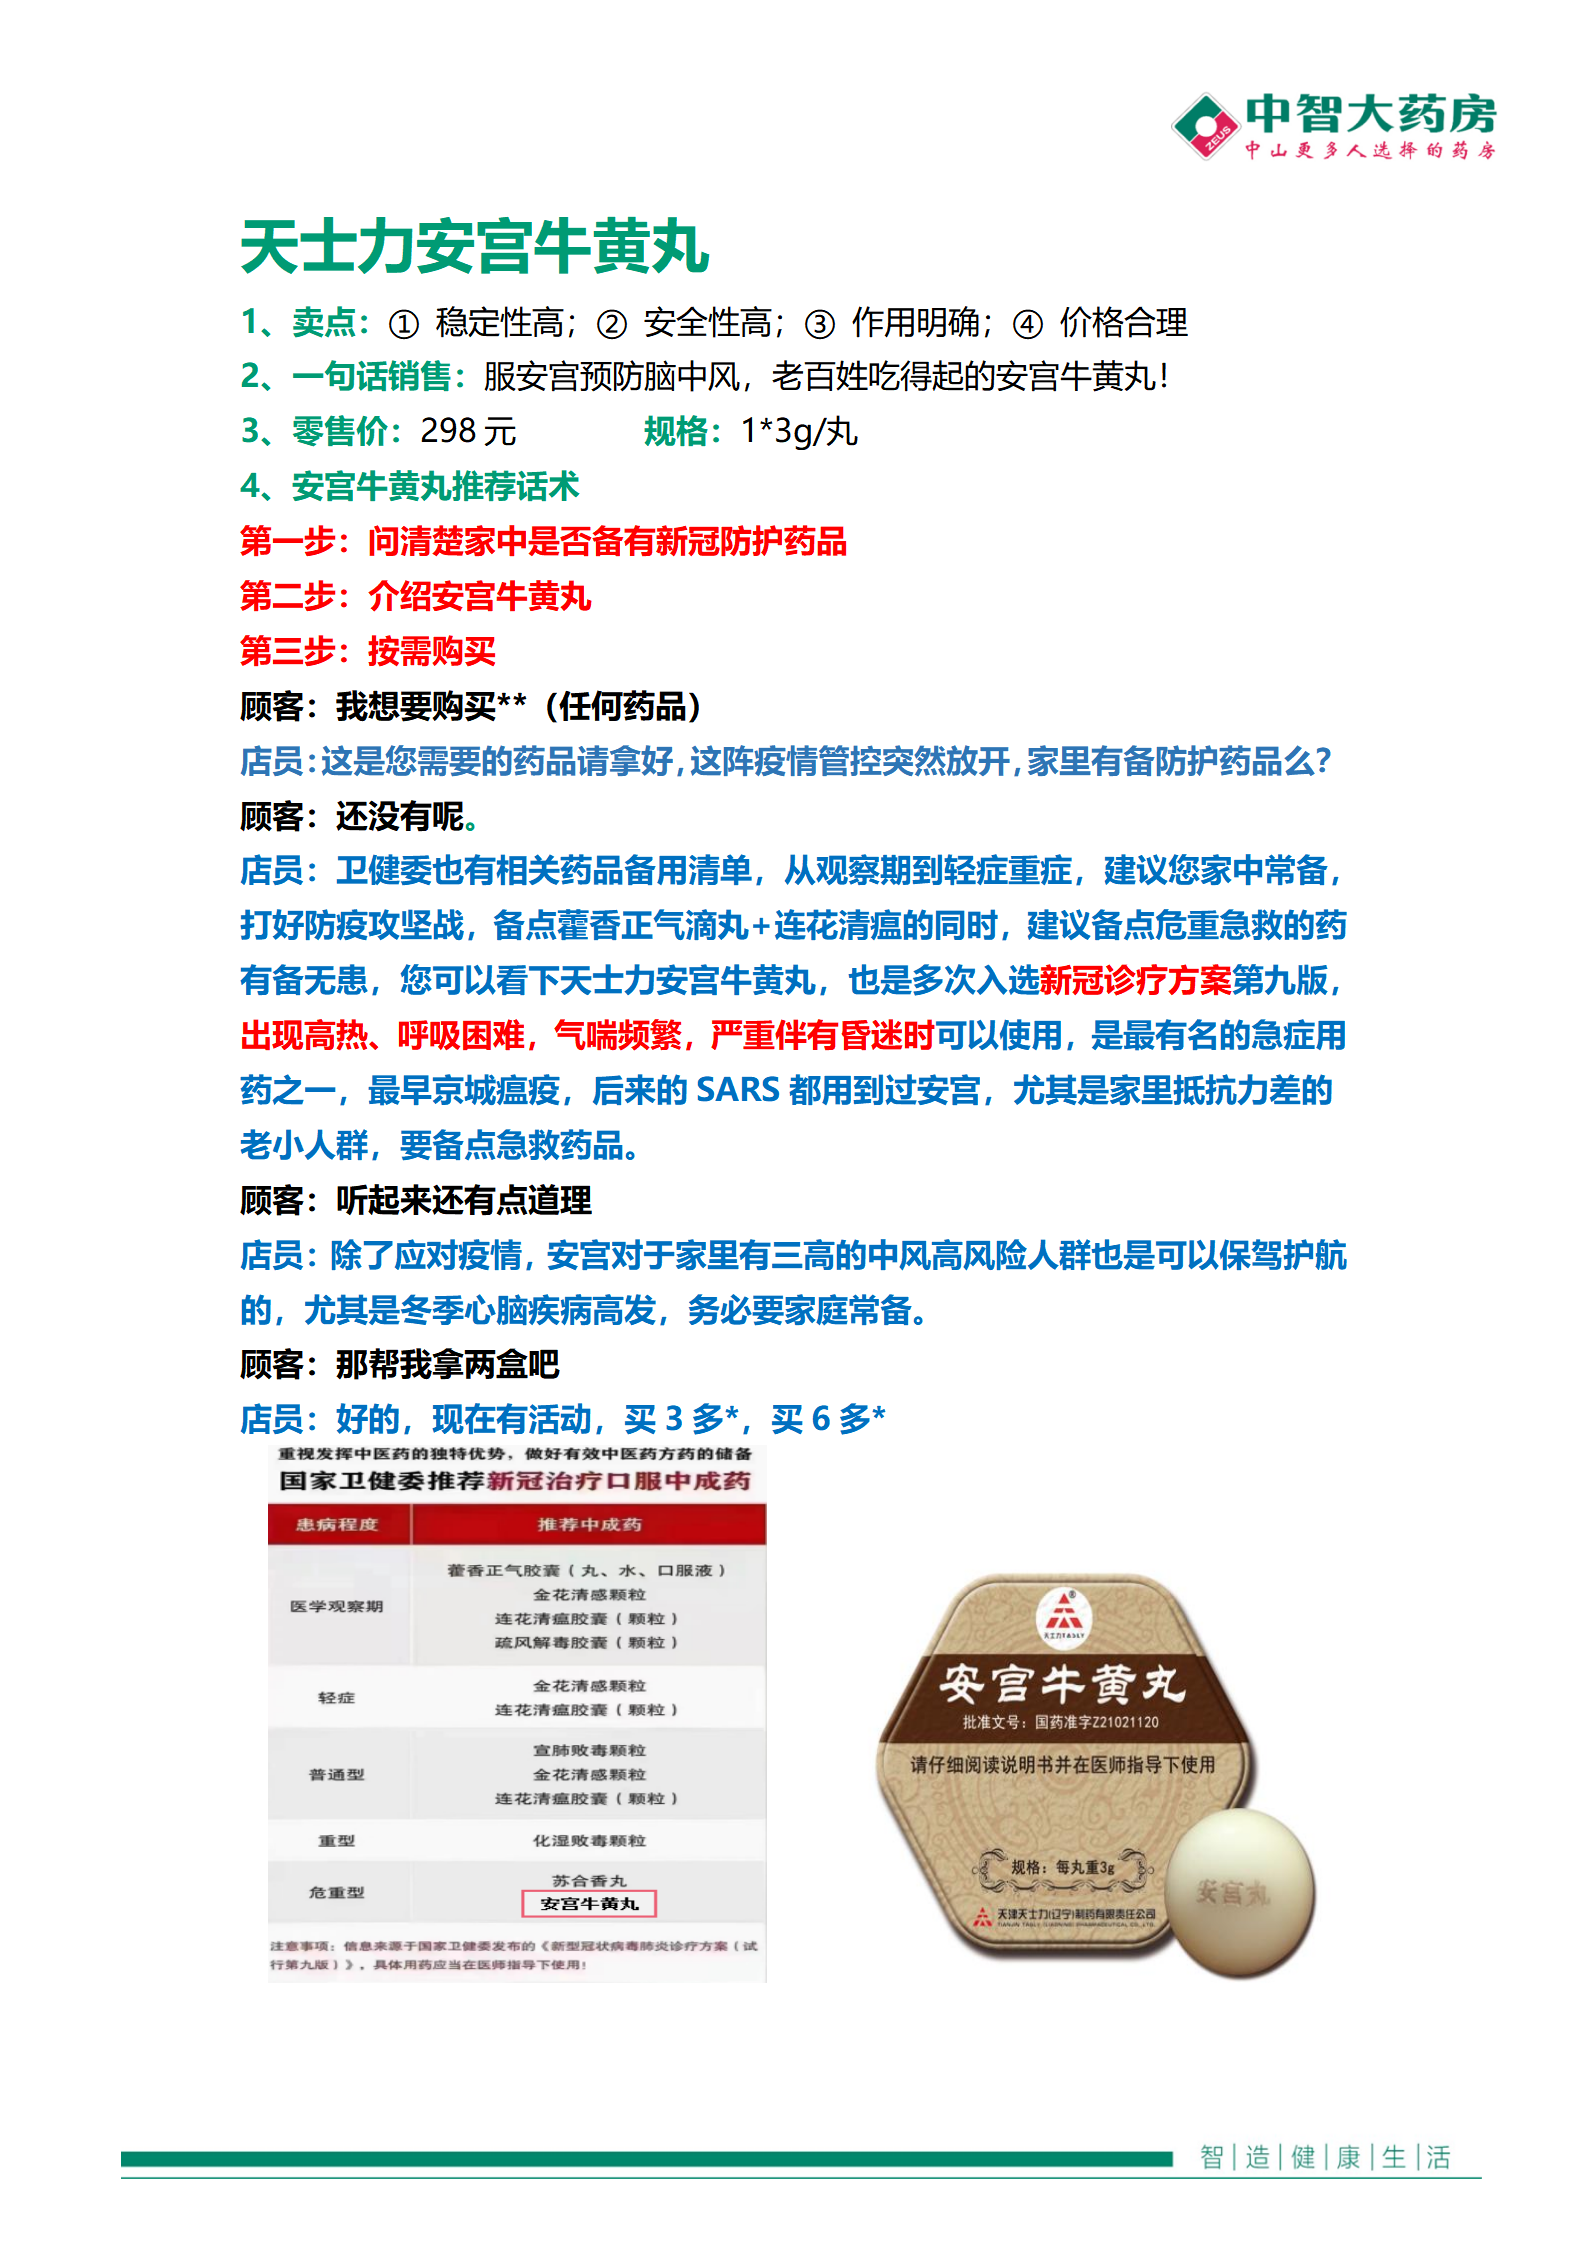 中智大药房
ZEUS
中山更多人选择的药房
天士力安宫牛黄丸
1、卖点：① 稳定性高；② 安全性高；③ 作用明确；④ 价格合理
2、一句话销售：服安宫预防脑中风，老百姓吃得起的安宫牛黄丸！
3、零售价：298 元 规格：1*3g/丸
4、安宫牛黄丸推荐话术
第一步：问清楚家中是否备有新冠防护药品
第二步：介绍安宫牛黄丸
第三步：按需购买
顾客：我想要购买**（任何药品）
店员：这是您需要的药品请拿好，这阵疫情管控突然放开，家里有备防护药品么？
顾客：还没有呢。
店员：卫健委也有相关药品备用清单，从观察期到轻症重症，建议您家中常备，
打好防疫攻坚战，备点藿香正气滴丸+连花清瘟的同时，建议备点危重急救的药
有备无患，您可以看下天士力安宫牛黄丸，也是多次入选新冠诊疗方案第九版，
出现高热、呼吸困难，气喘频繁，严重伴有昏迷时可以使用，是最有名的急症用
药之一，最早京城瘟疫，后来的 SARS 都用到过安宫，尤其是家里抵抗力差的
老小人群，要备点急救药品。
顾客：听起来还有点道理
店员：除了应对疫情，安宫对于家里有三高的中风高风险人群也是可以保驾护航
的，尤其是冬季心脑疾病高发，务必要家庭常备。
顾客：那帮我拿两盒吧
店员：好的，现在有活动，买 3 多*，买 6 多*
重视发挥中医药的独特优势，做好有效中医药方药的储备
国家卫健委推荐新冠治疗口服中成药
患病程度 推荐中成药
医学观察期
藿香正气胶囊（丸、水、口服液）
金花清感颗粒
连花清瘟胶囊（颗粒）
疏风解毒胶囊（颗粒）
轻症
金花清感颗粒
连花清瘟胶囊（颗粒）
普通型
宣肺败毒颗粒
金花清感颗粒
连花清瘟胶囊（颗粒）
重型 化湿败毒颗粒
危重型
苏合香丸
安宫牛黄丸
注意事项：信息来源于国家卫健委发布的《新型冠状病毒肺炎诊疗方案（试
行第九版）》，具体用药应当在医师指导下使用！
天士力TASLY
安宫牛黄丸
批准文号：国药准字Z21021120
请仔细阅读说明书并在医师指导下使用
规格：每丸重3g
天津天士力(辽宁)制药有限责任公司
安宫丸
智|造|健|康|生|活